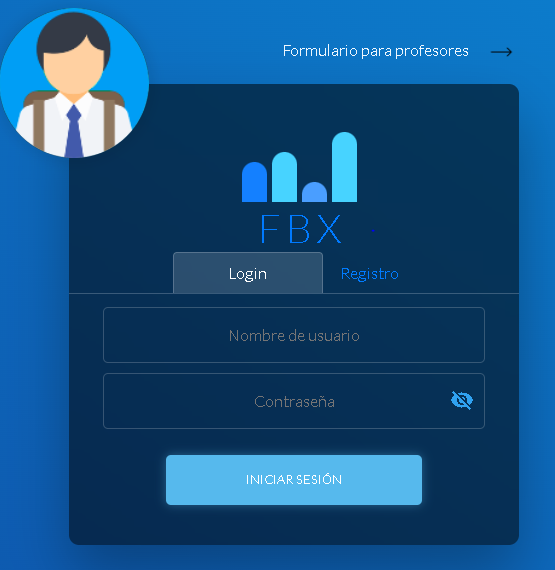 Formulario para profesores
FBX
Login
Registro
Nombre de usuario
Contraseña
INICIAR SESIÓN